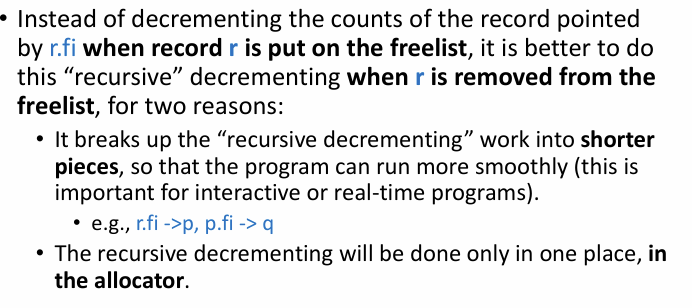 • Instead of decrementing the counts of the record pointed
by r.fi when record r is put on the freelist, it is better to do
this “recursive” decrementing when r is removed from the
freelist, for two reasons:
• It breaks up the “recursive decrementing” work into shorter
pieces, so that the program can run more smoothly (this is
important for interactive or real-time programs).
• e.g., r.fi ->p, p.fi -> q
• The recursive decrementing will be done only in one place, in
the allocator.